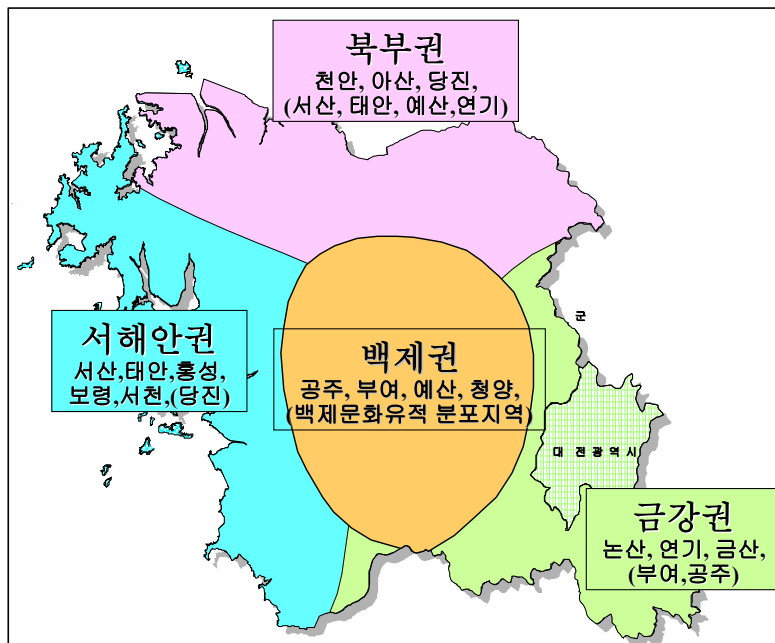 북부권
천안, 아산, 당진,
(서산, 태안, 예산,연기)
서해안권
서산,태안,홍성,
보령,서천,(당진)
백제권
공주, 부여, 예산, 청양,
(백제문화유적 분포지역)
군
대 전 광 역 시
금강권
논산, 연기, 금산,
(부여,공주)